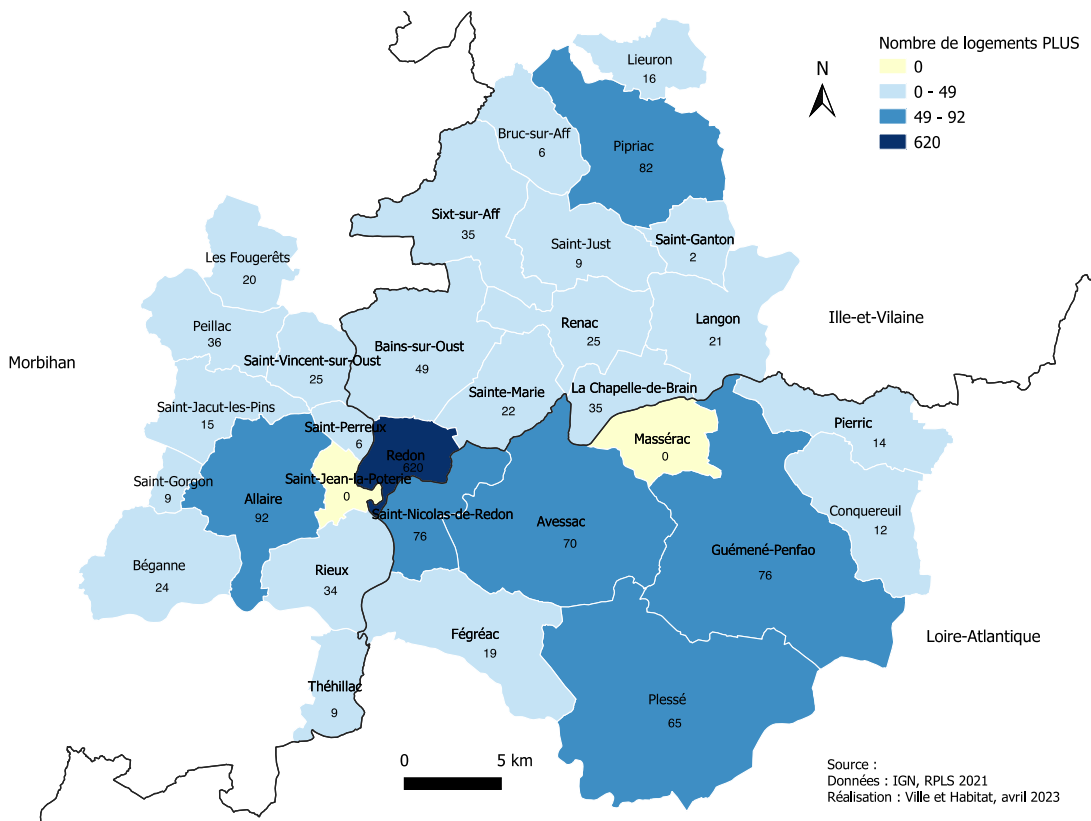 Nombre de logements PLUS
0
0 - 49
49 - 92
620
N
Lieuron
16
Bruc-sur-Aff
6
Pipriac
82
Sixt-sur-Aff
35
Saint-Just
9
Saint-Ganton
2
Les Fougerêts
20
Peillac
36
Saint-Vincent-sur-Oust
25
Bains-sur-Oust
49
Renac
25
Langon
21
Ille-et-Vilaine
Morbihan
Saint-Jacut-les-Pins
15
Sainte-Marie
22
La Chapelle-de-Brain
35
Saint-Perreux
6
Redon
620
Massérac
0
Pierric
14
Saint-Gorgon
9
Allaire
92
Saint-Jean-la-Poterie
0
Saint-Nicolas-de-Redon
76
Avessac
70
Guémené-Penfao
76
Conquereuil
12
Béganne
24
Rieux
34
Fégréac
19
Loire-Atlantique
Théhillac
9
Plessé
65
0 5 km
Source :
Données : IGN, RPLS 2021
Réalisation : Ville et Habitat, avril 2023